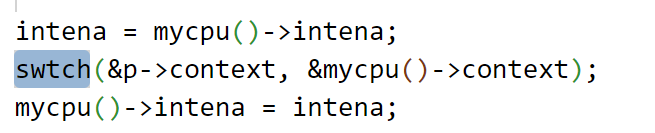 intena = mycpu()->intena;
swtch(&p->context, &mycpu()->context);
mycpu()->intena = intena;